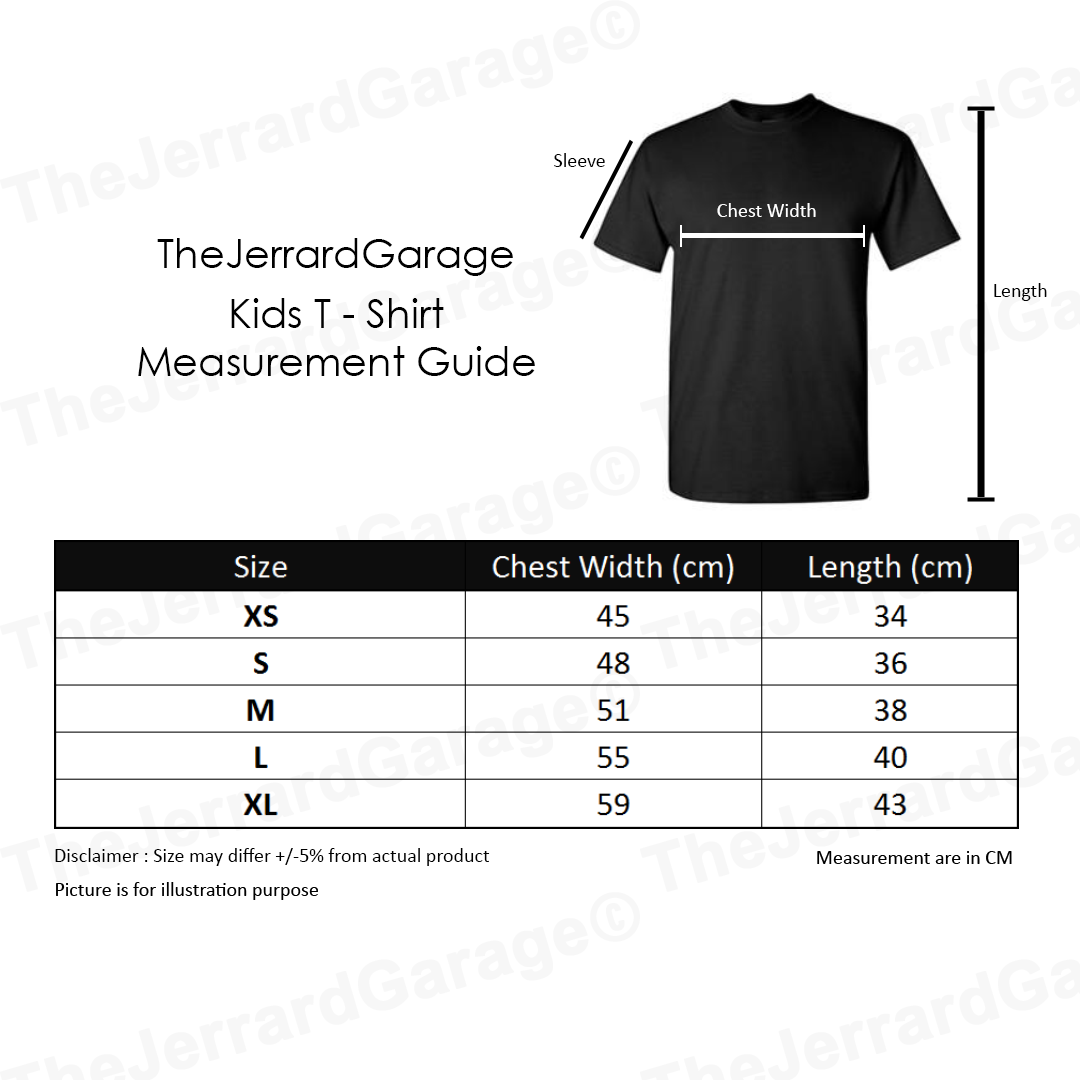 TheJerrardGarage©
TheJerrardGarage
Kids T - Shirt
Measurement Guide
Sleeve
Chest Width
Length
Size Chest Width (cm) Length (cm)
XS 45 34
S 48 36
M 51 38
L 55 40
XL 59 43
Disclaimer : Size may differ +/-5% from actual product
Measurement are in CM
Picture is for illustration purpose